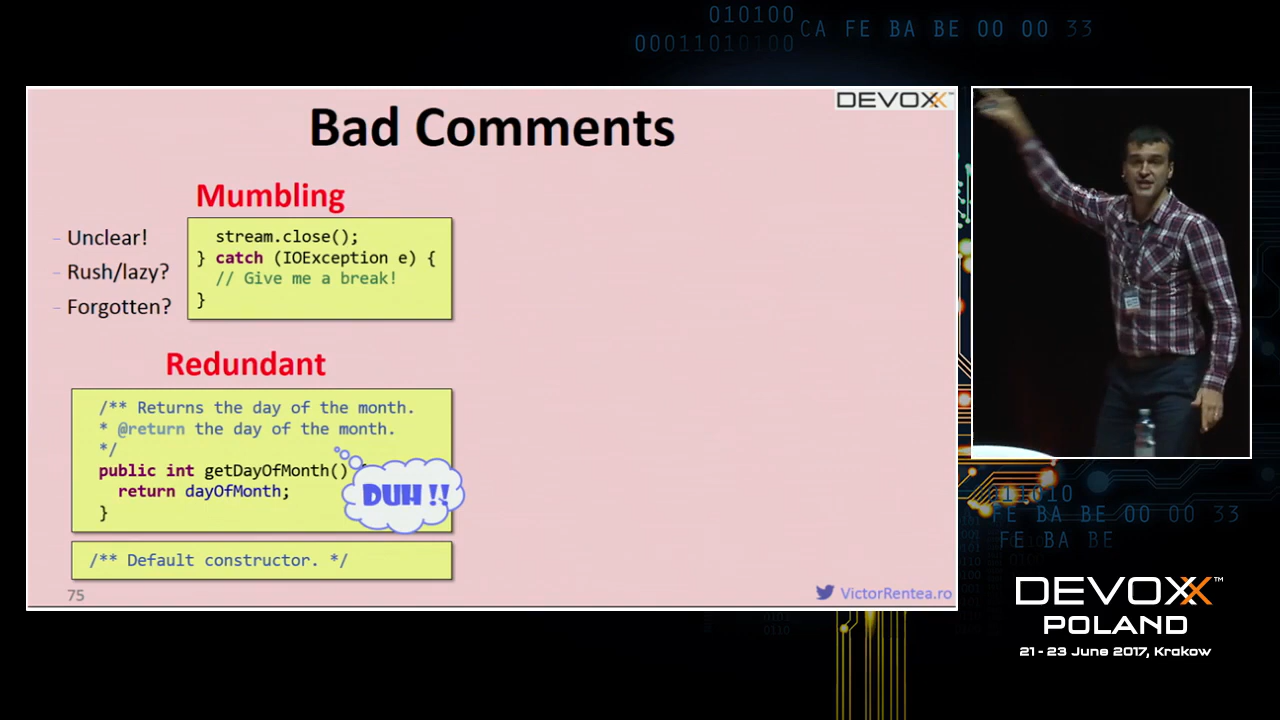 010100
00011010100
CA FE BA BE 00 00 33
DEVOXX
Bad Comments
Mumbling
- Unclear!
- Rush/lazy?
- Forgotten?
stream.close();
} catch (IOException e) {
// Give me a break!
}
Redundant
/** Returns the day of the month.
* @return the day of the month.
*/
public int getDayOfMonth() {
return dayOfMonth;
}
DUH !!
/** Default constructor. */
75
VictorRentea.ro
011010
FE BA BE 00 00 33
FE BA BE
DEVOXX™
POLAND
21 - 23 June 2017, Krakow